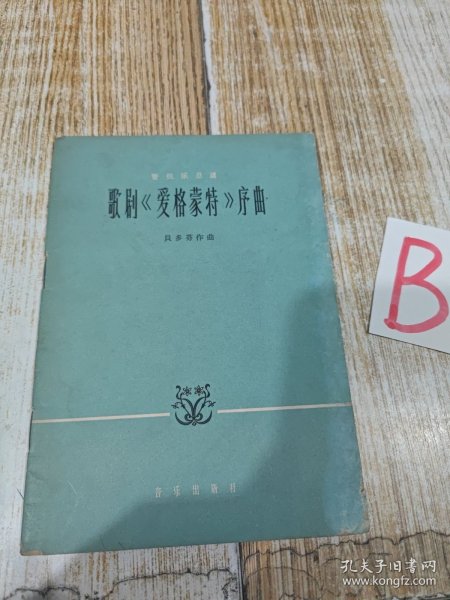 管弦乐总谱
歌剧《爱格蒙特》序曲
贝多芬作曲
音乐出版社
B
孔夫子旧书网
www.kongfz.com